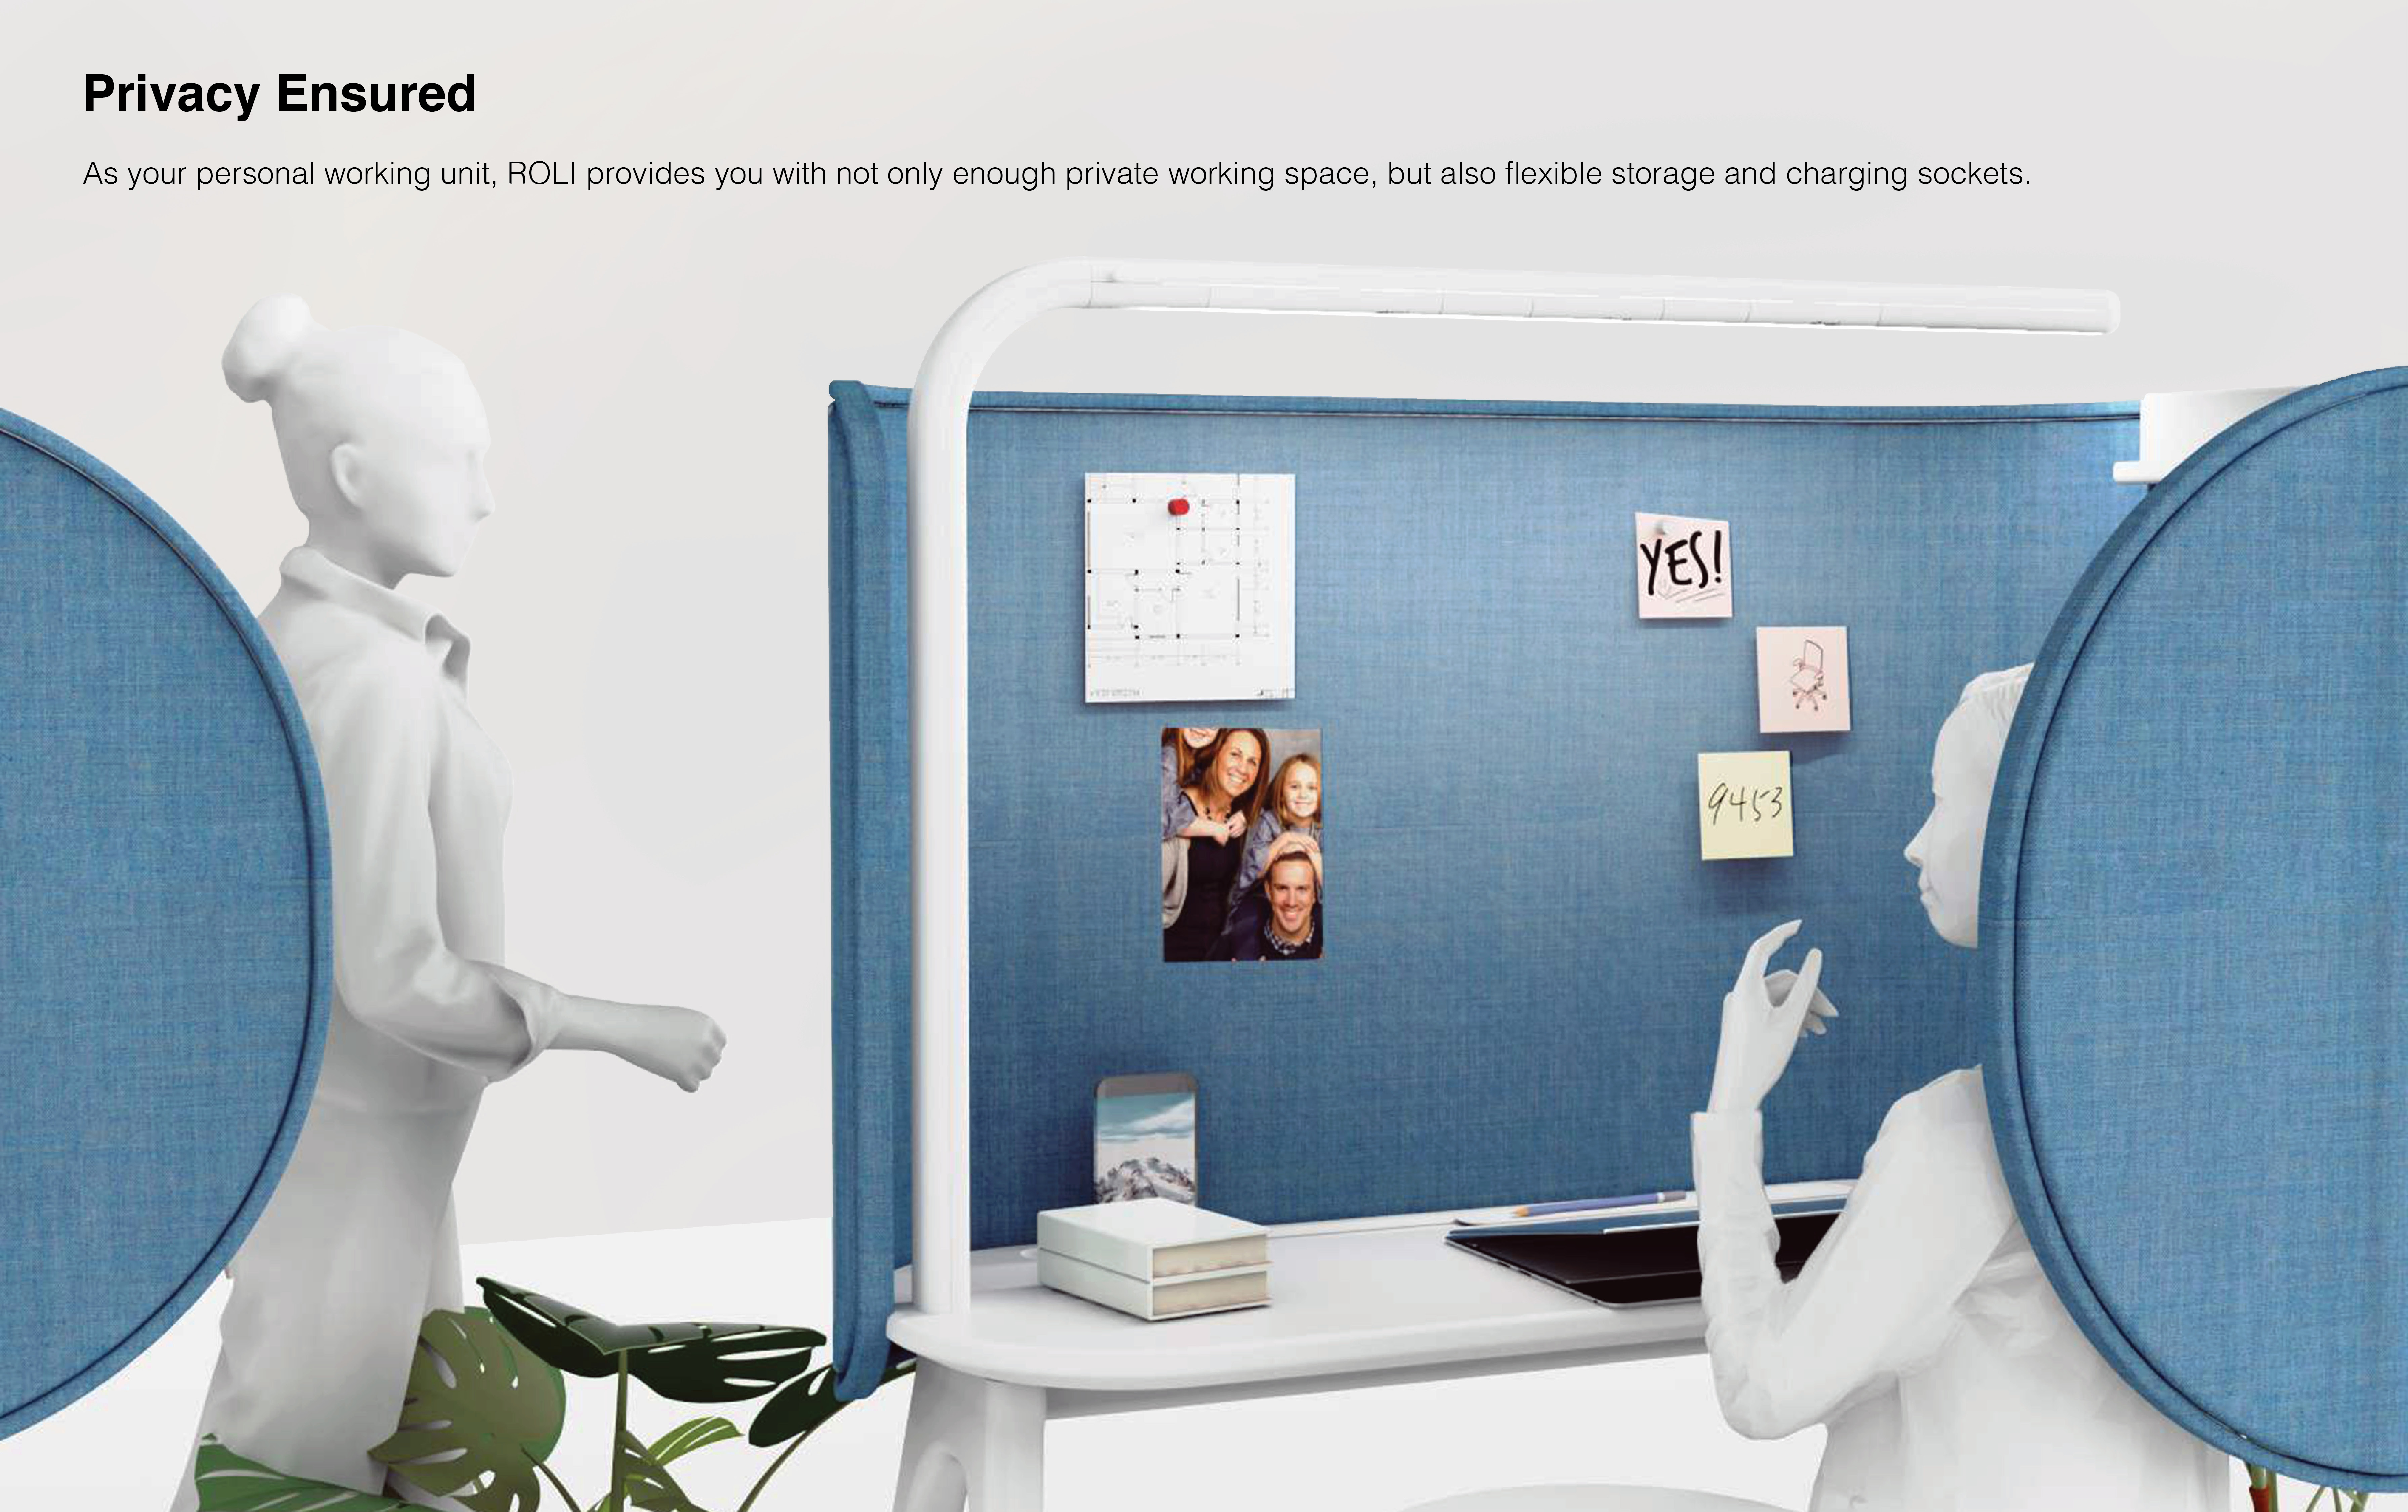 Privacy Ensured
As your personal working unit, ROLI provides you with not only enough private working space, but also flexible storage and charging sockets.
YES!
9453